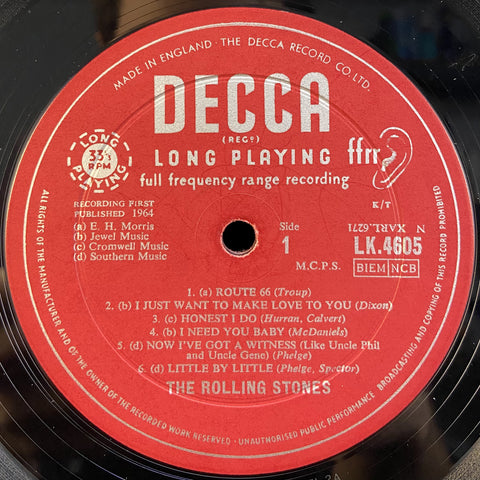 MADE IN ENGLAND · THE DECCA RECORD CO. LTD.
DECCA
(REGD)
LONG PLAYING ffrr
full frequency range recording
LONG 33⅓ RPM PLAYING
K/T
RECORDING FIRST
PUBLISHED 1964
(a) E. H. Morris
(b) Jewel Music
(c) Cromwell Music
(d) Southern Music
Side
1
M.C.P.S.
N XARL.6271
LK.4605
BIEM NCB
1. (a) ROUTE 66 (Troup)
2. (b) I JUST WANT TO MAKE LOVE TO YOU (Dixon)
3. (c) HONEST I DO (Hurran, Calvert)
4. (b) I NEED YOU BABY (McDaniels)
5. (d) NOW I'VE GOT A WITNESS (Like Uncle Phil
and Uncle Gene) (Phelge)
6. (d) LITTLE BY LITTLE (Phelge, Spector)
THE ROLLING STONES
ALL RIGHTS OF THE MANUFACTURER AND OF THE OWNER OF THE RECORDED WORK RESERVED · UNAUTHORISED PUBLIC PERFORMANCE BROADCASTING AND COPYING OF THIS RECORD PROHIBITED